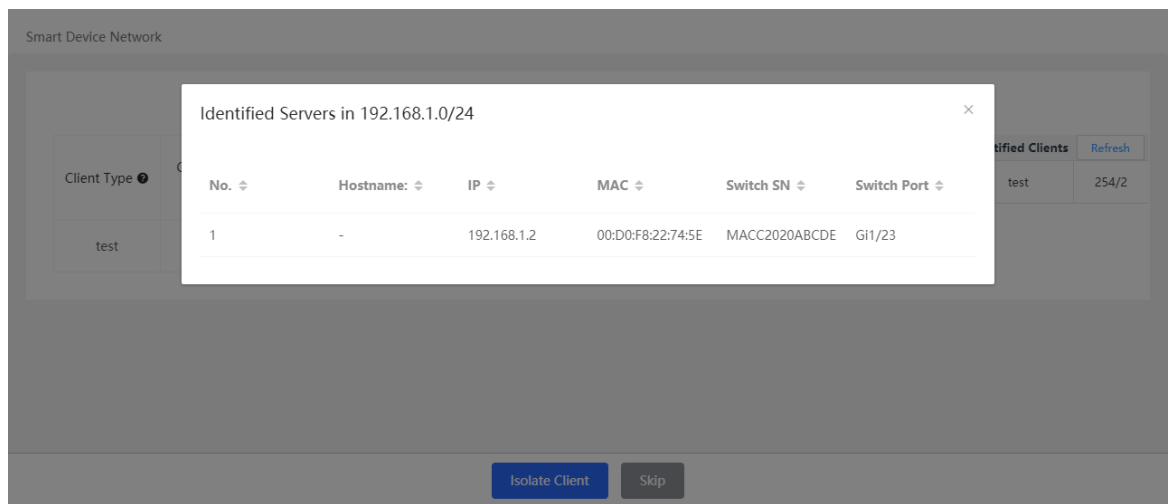 Smart Device Network
Identified Servers in 192.168.1.0/24
tified Clients Refresh
Client Type
No. Hostname: IP MAC Switch SN Switch Port
test 254/2
1 - 192.168.1.2 00:D0:F8:22:74:5E MACC2020ABCDE Gi1/23
test
Isolate Client Skip